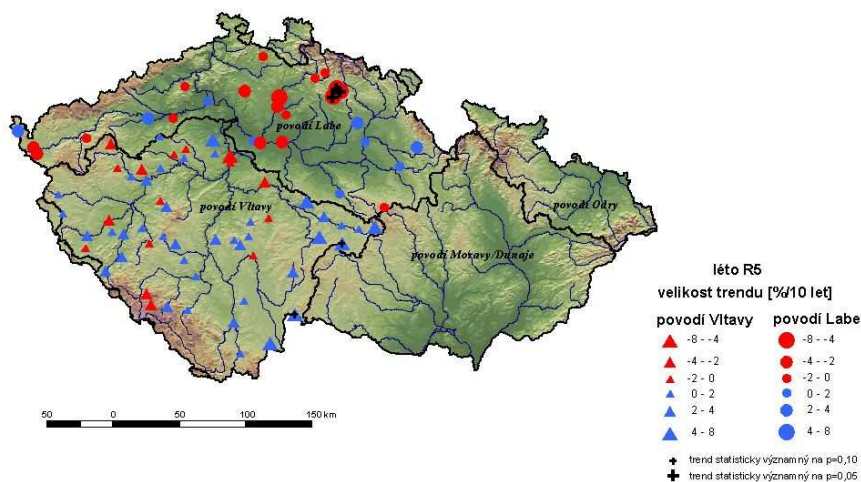 povodí Labe
povodí Vltavy
povodí Odry
povodí Moravy/Dunaje
léto R5
velikost trendu [%/10 let]
povodí Vltavy povodí Labe
-8 - -4 -8 - -4
-4 - -2 -4 - -2
-2 - 0 -2 - 0
0 - 2 0 - 2
2 - 4 2 - 4
4 - 8 4 - 8
trend statisticky významný na p=0,10
trend statisticky významný na p=0,05
50 0 50 100 150 km